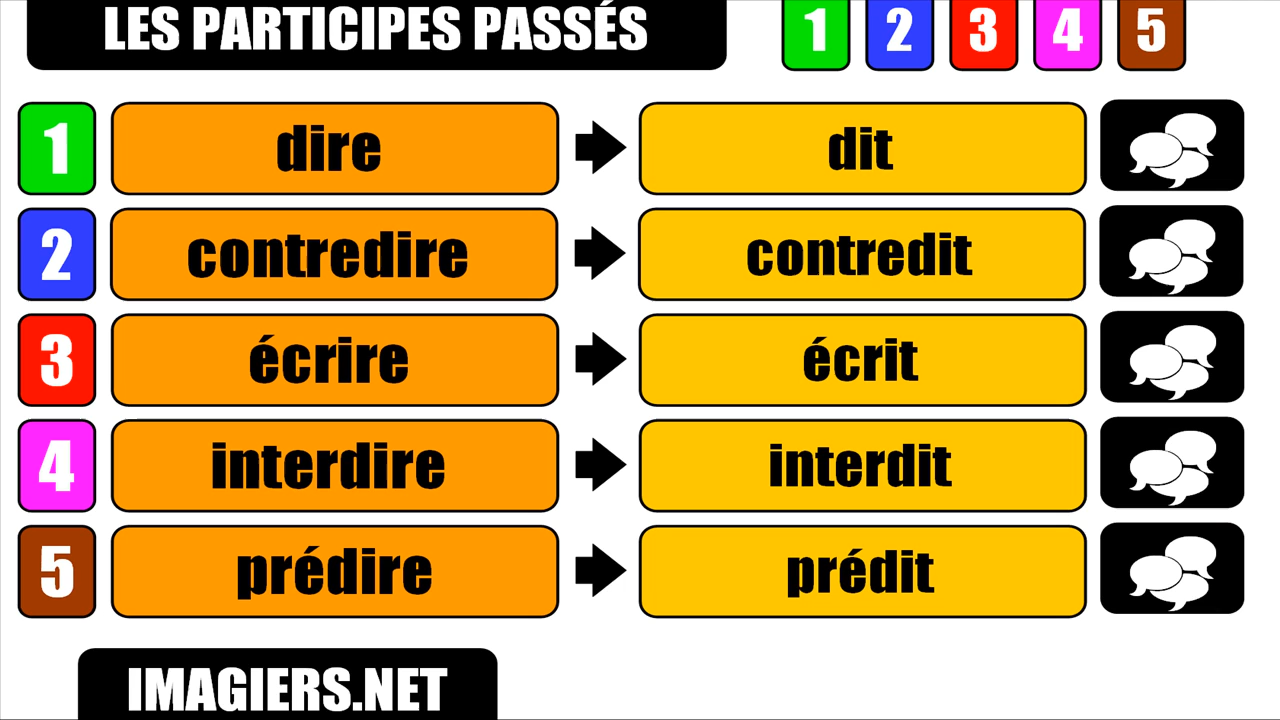 LES PARTICIPES PASSÉS 1 2 3 4 5
1 dire dit
2 contredire contredit
3 écrire écrit
4 interdire interdit
5 prédire prédit
IMAGIERS.NET